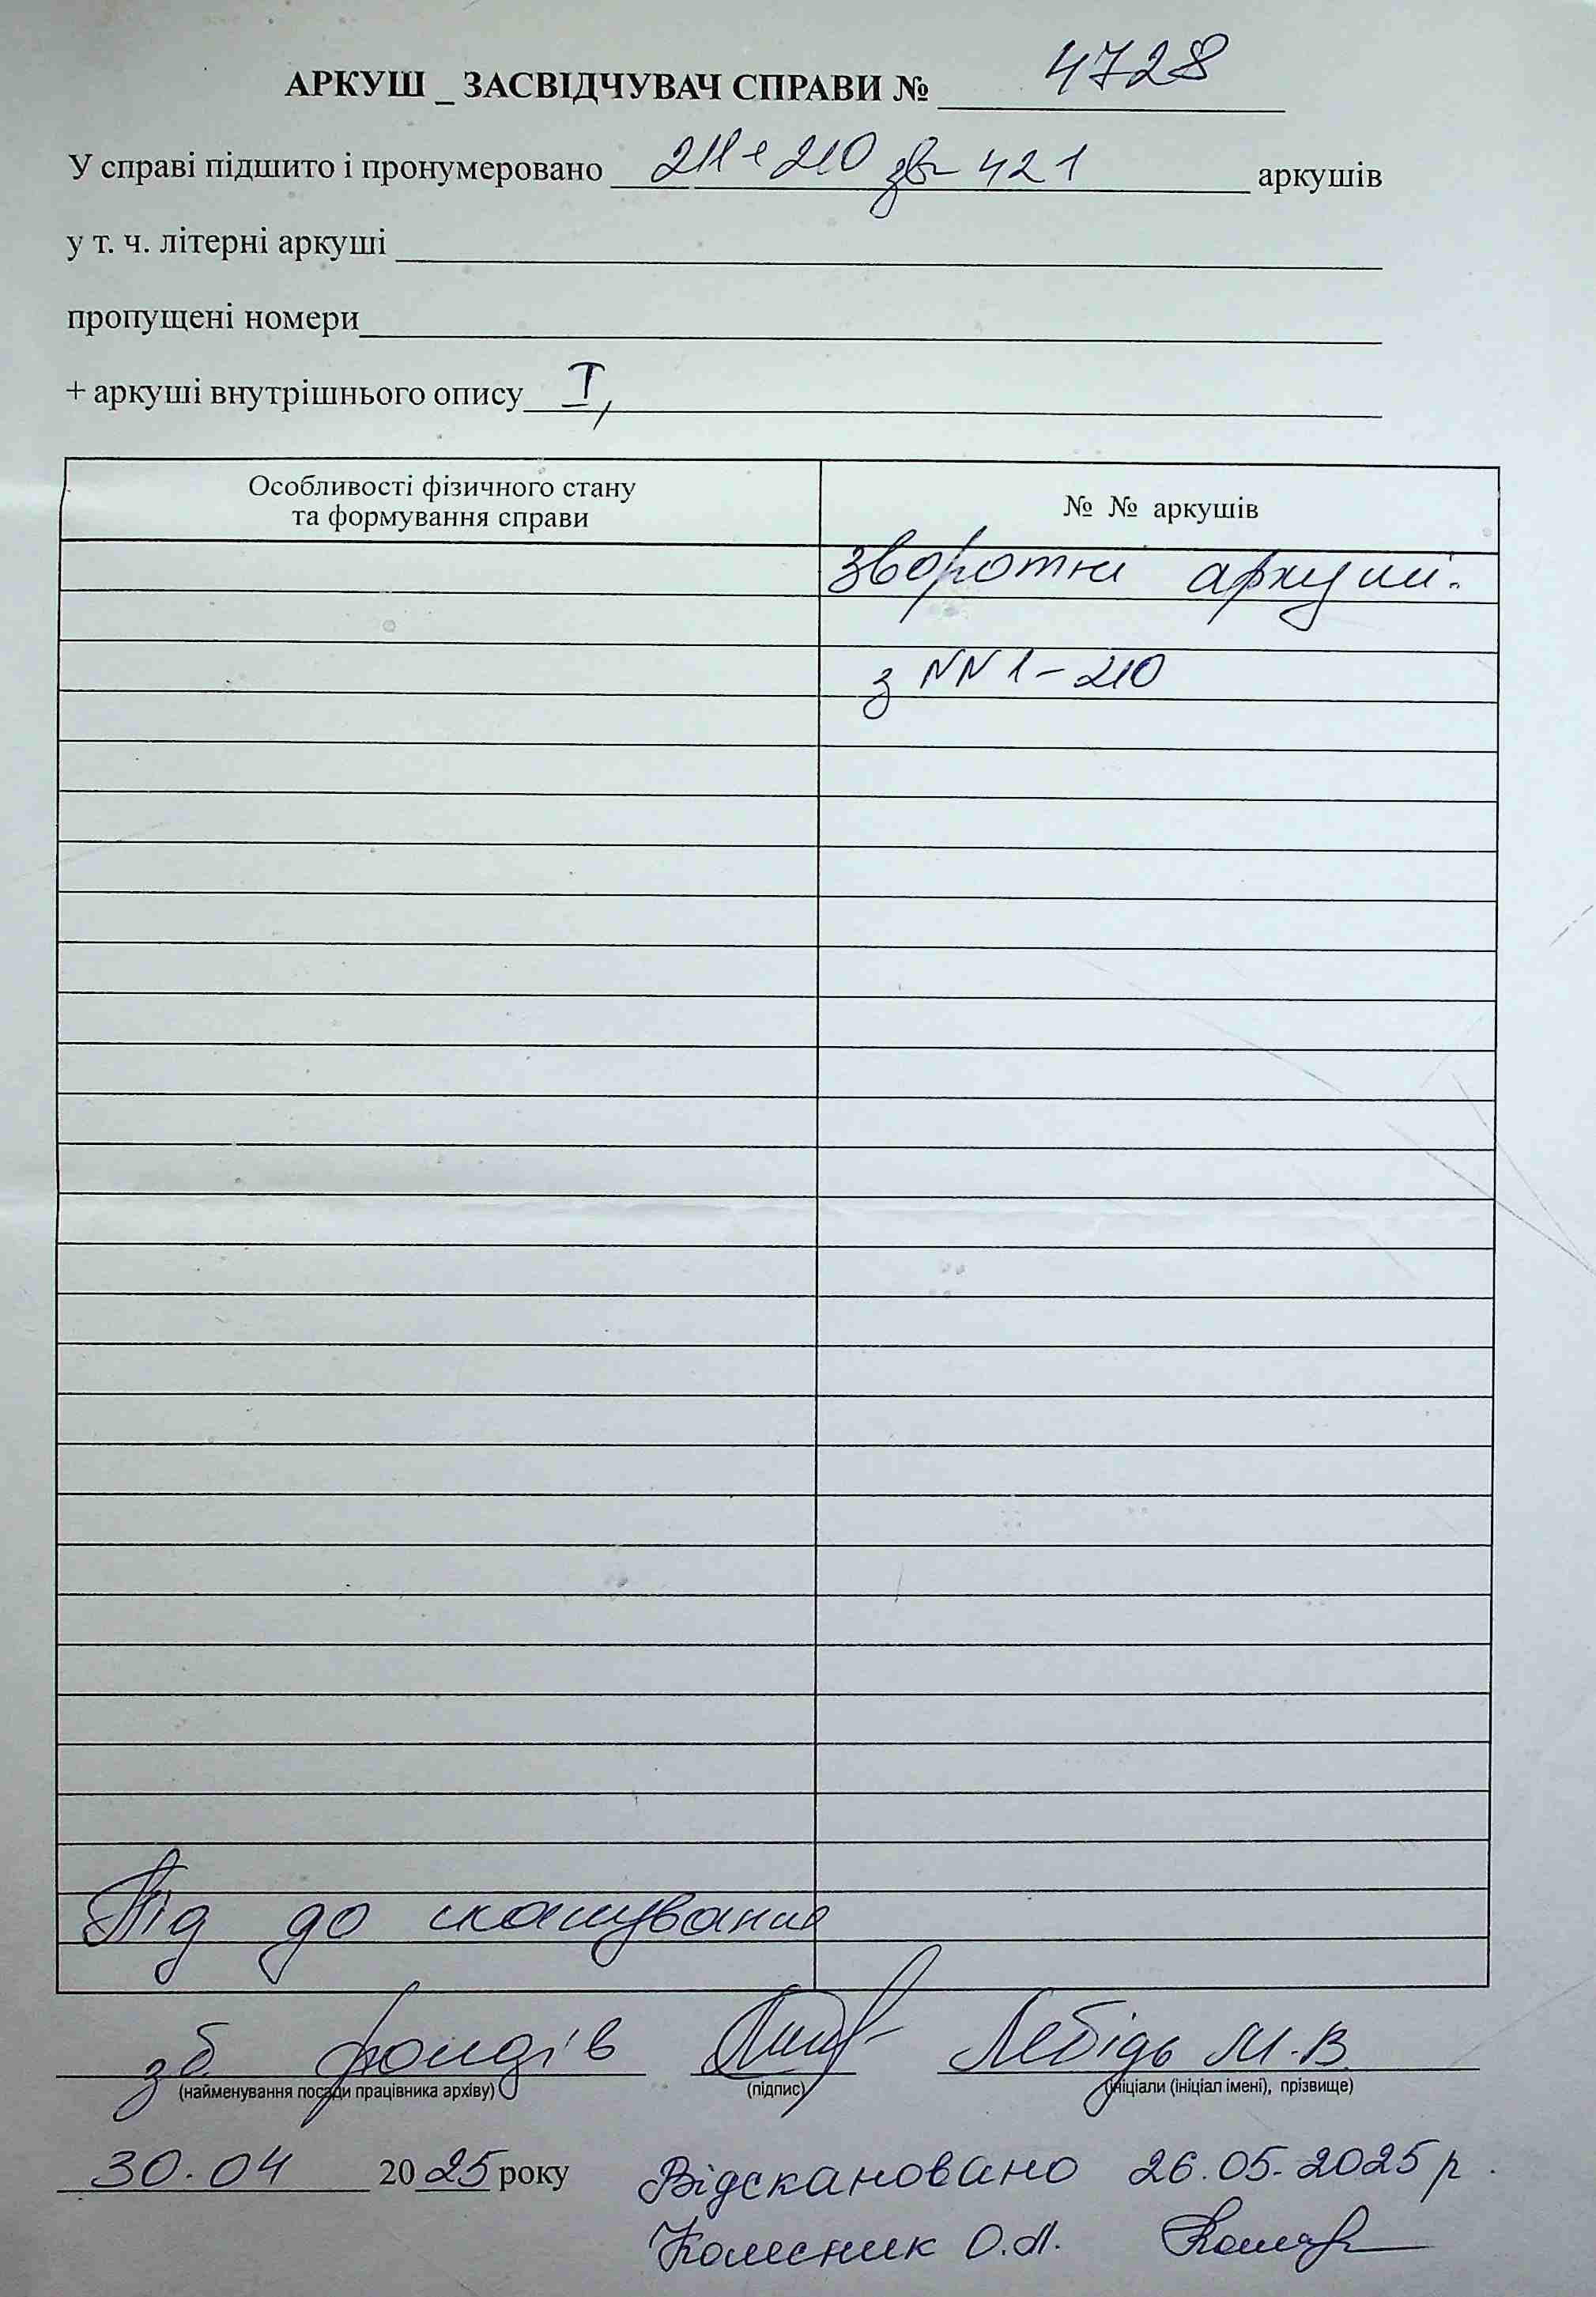 АРКУШ _ ЗАСВІДЧУВАЧ СПРАВИ № 4728
У справі підшито і пронумеровано 211 + 210 зв - 421 аркушів
у т. ч. літерні аркуші
пропущені номери
+ аркуші внутрішнього опису I,
Особливості фізичного стану
та формування справи
№ № аркушів
зворотні аркуші.
з NN 1 - 210
Під до сканування
зб. фондів Лебідь М.В.
(найменування посади працівника архіву) (підпис) (ініціали (ініціал імені), прізвище)
30.04 2025 року Відскановано 26.05.2025 р.
Колесник О.А.